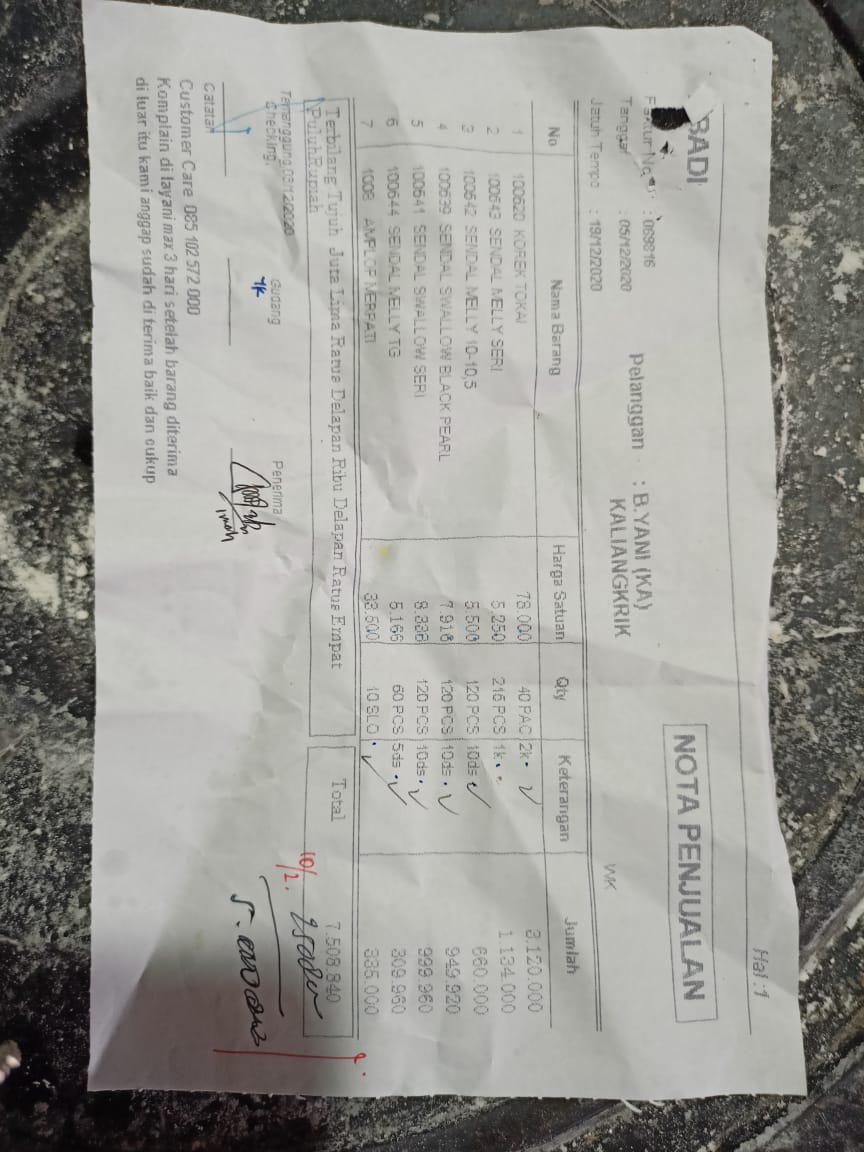 Hal :1
BADI
NOTA PENJUALAN
Faktur No. : 069816
Tanggal : 05/12/2020
Jatuh Tempo : 19/12/2020
Pelanggan : B.YANI (KA)
KALIANGKRIK
WK
No Nama Barang Harga Satuan Qty Keterangan Jumlah
1 100620 KOREK TOKAI 78.000 40 PAC 2k 3.120.000
2 100643 SENDAL MELLY SERI 5.250 216 PCS 1k 1.134.000
3 100642 SENDAL MELLY 10-10,5 5.500 120 PCS 10ds 660.000
4 100639 SENDAL SWALLOW BLACK PEARL 7.916 120 PCS 10ds 949.920
5 100641 SENDAL SWALLOW SERI 8.333 120 PCS 10ds 999.960
6 100644 SENDAL MELLY TG 5.166 60 PCS 5ds 309.960
7 1008 AMPLOP MERPATI 33.500 10 SLO 335.000
Terbilang Tujuh Juta Lima Ratus Delapan Ribu Delapan Ratus Empat
PuluhRupiah
Total 7.508.840
10/2.
Temanggung,03/12/2020
Checking,
Gudang
YK
Penerima
Imah
Catatan
Customer Care 085 102 572 000
Komplain di layani max 3 hari setelah barang diterima
di luar itu kami anggap sudah di terima baik dan cukup